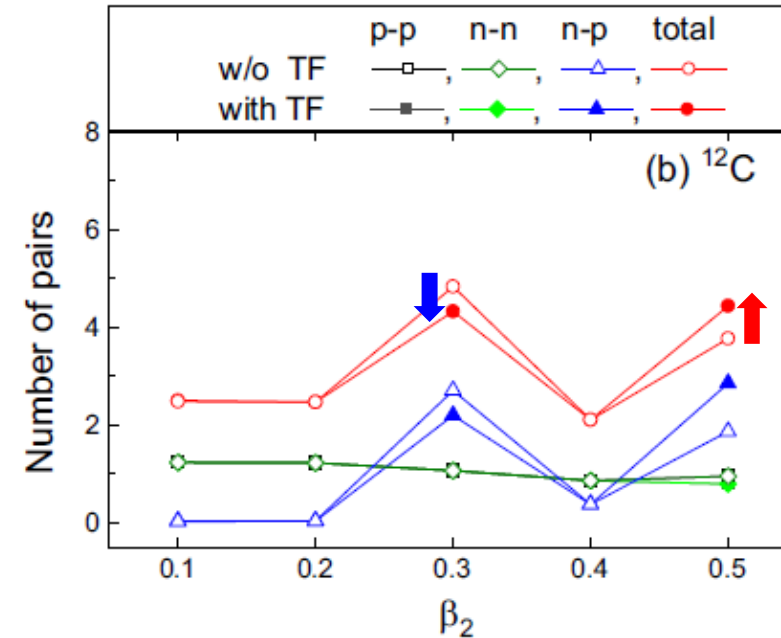 p-p n-n n-p total
w/o TF , , ,
with TF , , ,
(b) ¹²C
Number of pairs
8
6
4
2
0
0.1 0.2 0.3 0.4 0.5
β₂